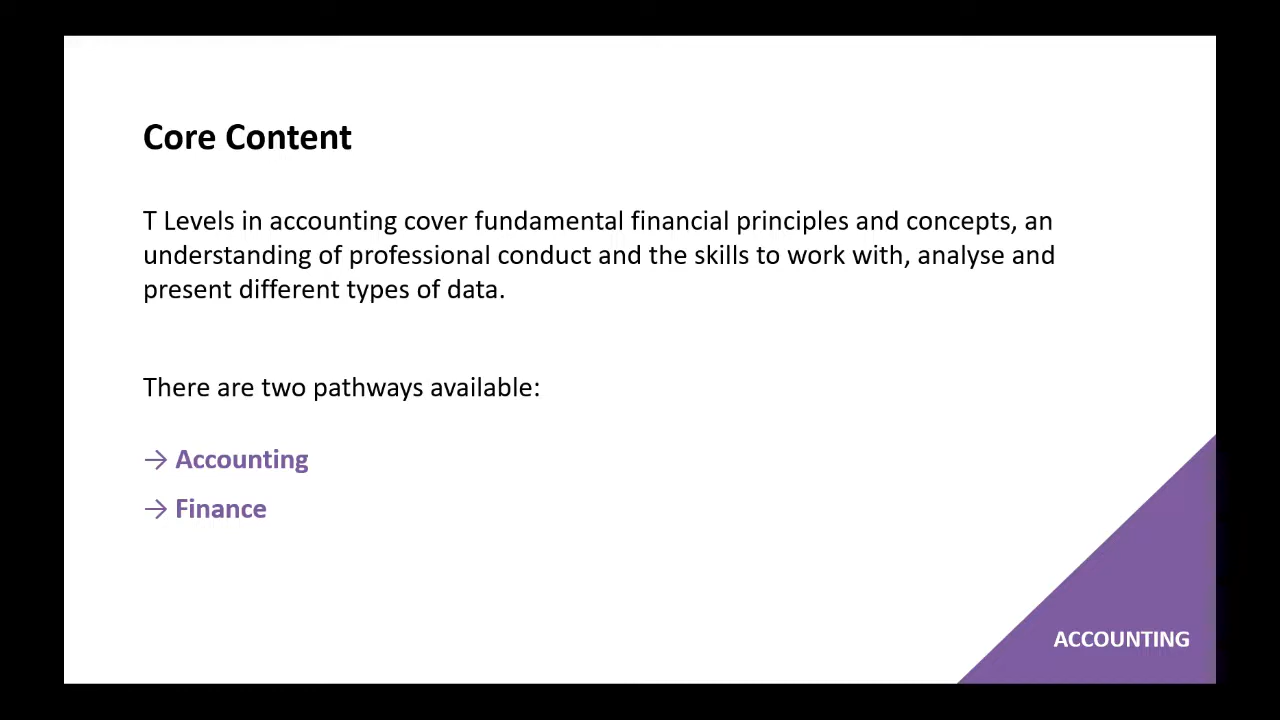 Core Content
T Levels in accounting cover fundamental financial principles and concepts, an
understanding of professional conduct and the skills to work with, analyse and
present different types of data.
There are two pathways available:
→ Accounting
→ Finance
ACCOUNTING